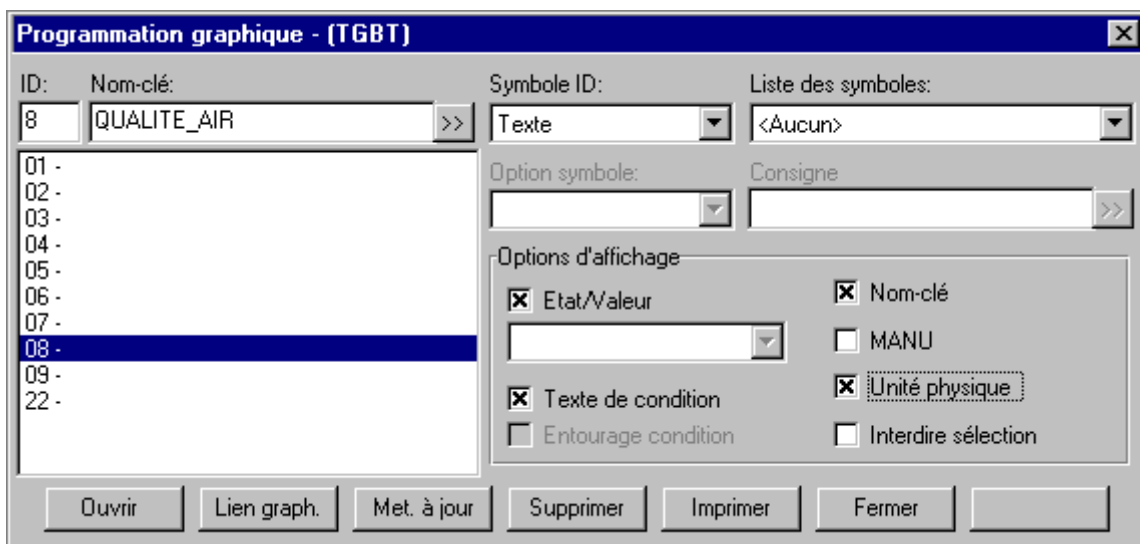 Programmation graphique - (TGBT)
ID: Nom-clé: Symbole ID: Liste des symboles:
8 QUALITE_AIR >> Texte <Aucun>
01 -
02 -
03 -
04 -
05 -
06 -
07 -
08 -
09 -
22 -
Option symbole: Consigne
>>
Options d'affichage
Etat/Valeur Nom-clé
MANU
Texte de condition Unité physique
Entourage condition Interdire sélection
Ouvrir Lien graph. Met. à jour Supprimer Imprimer Fermer